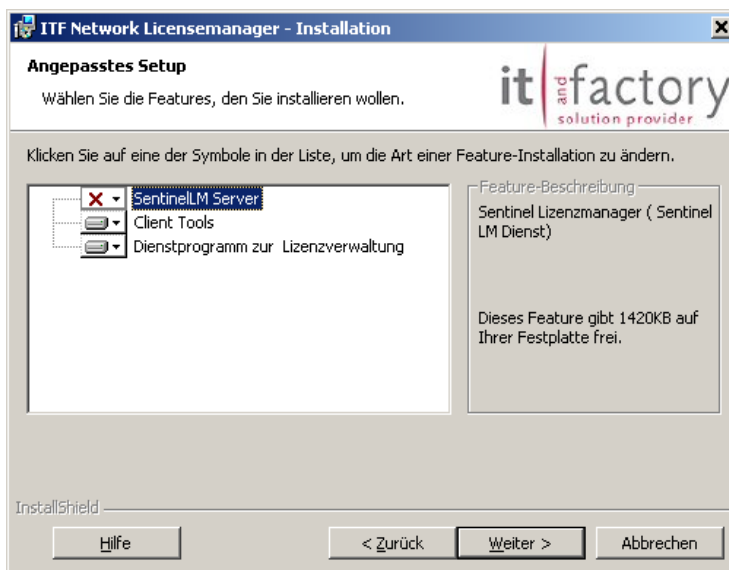 ITF Network Licensemanager - Installation
Angepasstes Setup
Wählen Sie die Features, den Sie installieren wollen.
it and factory
solution provider
Klicken Sie auf eine der Symbole in der Liste, um die Art einer Feature-Installation zu ändern.
SentinelLM Server
Client Tools
Dienstprogramm zur Lizenzverwaltung
Feature-Beschreibung
Sentinel Lizenzmanager ( Sentinel
LM Dienst)
Dieses Feature gibt 1420KB auf
Ihrer Festplatte frei.
InstallShield
Hilfe
< Zurück
Weiter >
Abbrechen